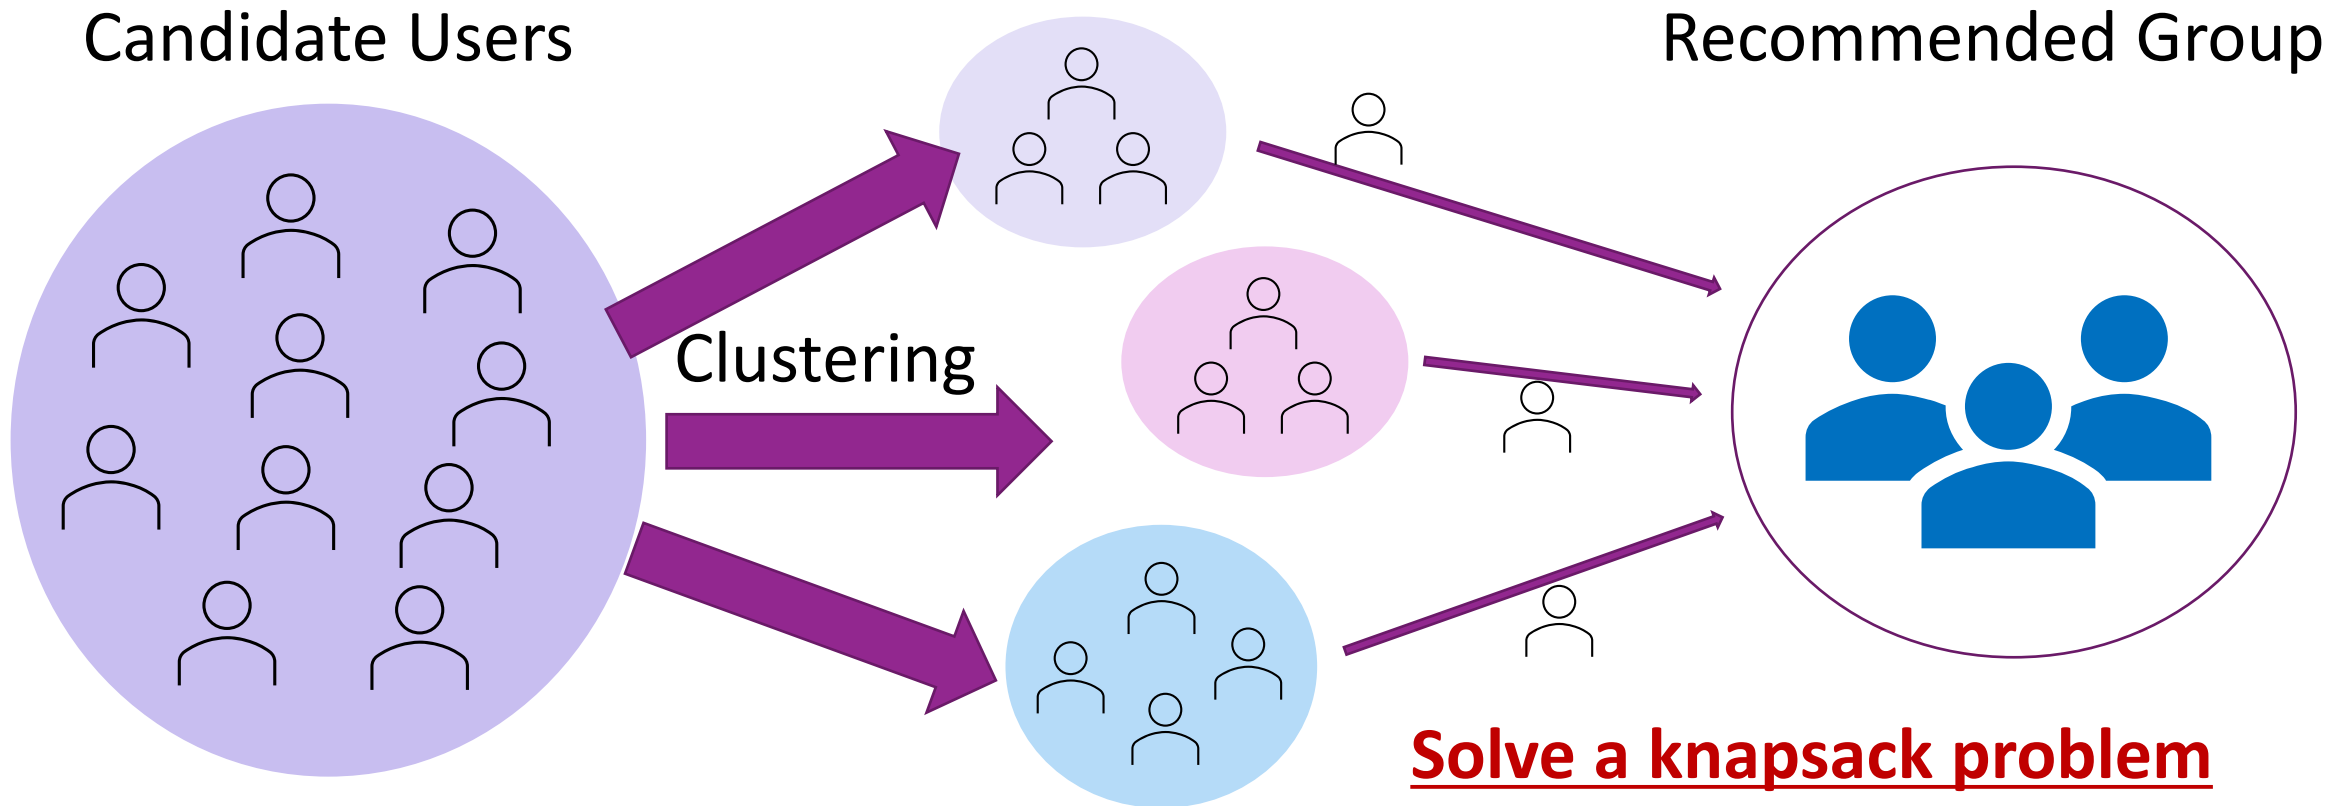 Candidate Users
Recommended Group
Clustering
Solve a knapsack problem